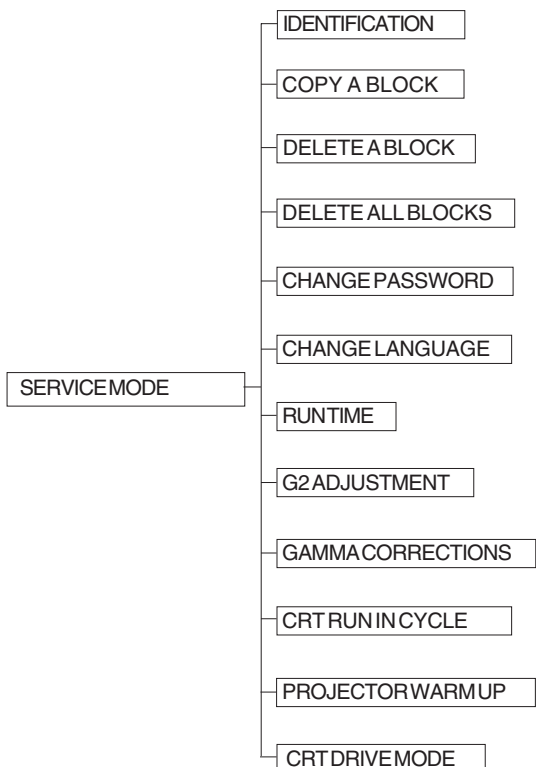 IDENTIFICATION
COPY A BLOCK
DELETE A BLOCK
DELETE ALL BLOCKS
CHANGE PASSWORD
CHANGE LANGUAGE
SERVICE MODE
RUNTIME
G2 ADJUSTMENT
GAMMA CORRECTIONS
CRT RUN IN CYCLE
PROJECTOR WARM UP
CRT DRIVE MODE